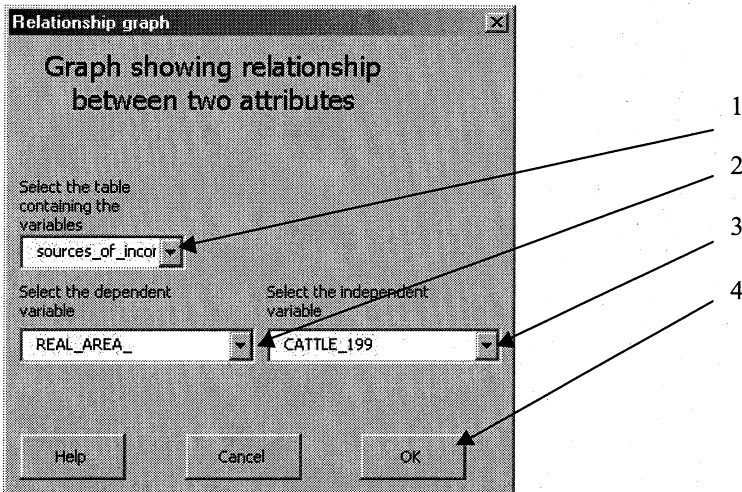 Relationship graph
Graph showing relationship
between two attributes
Select the table
containing the
variables
sources_of_incor
Select the dependent
variable
REAL_AREA_
Select the independent
variable
CATTLE_199
Help
Cancel
OK
1
2
3
4